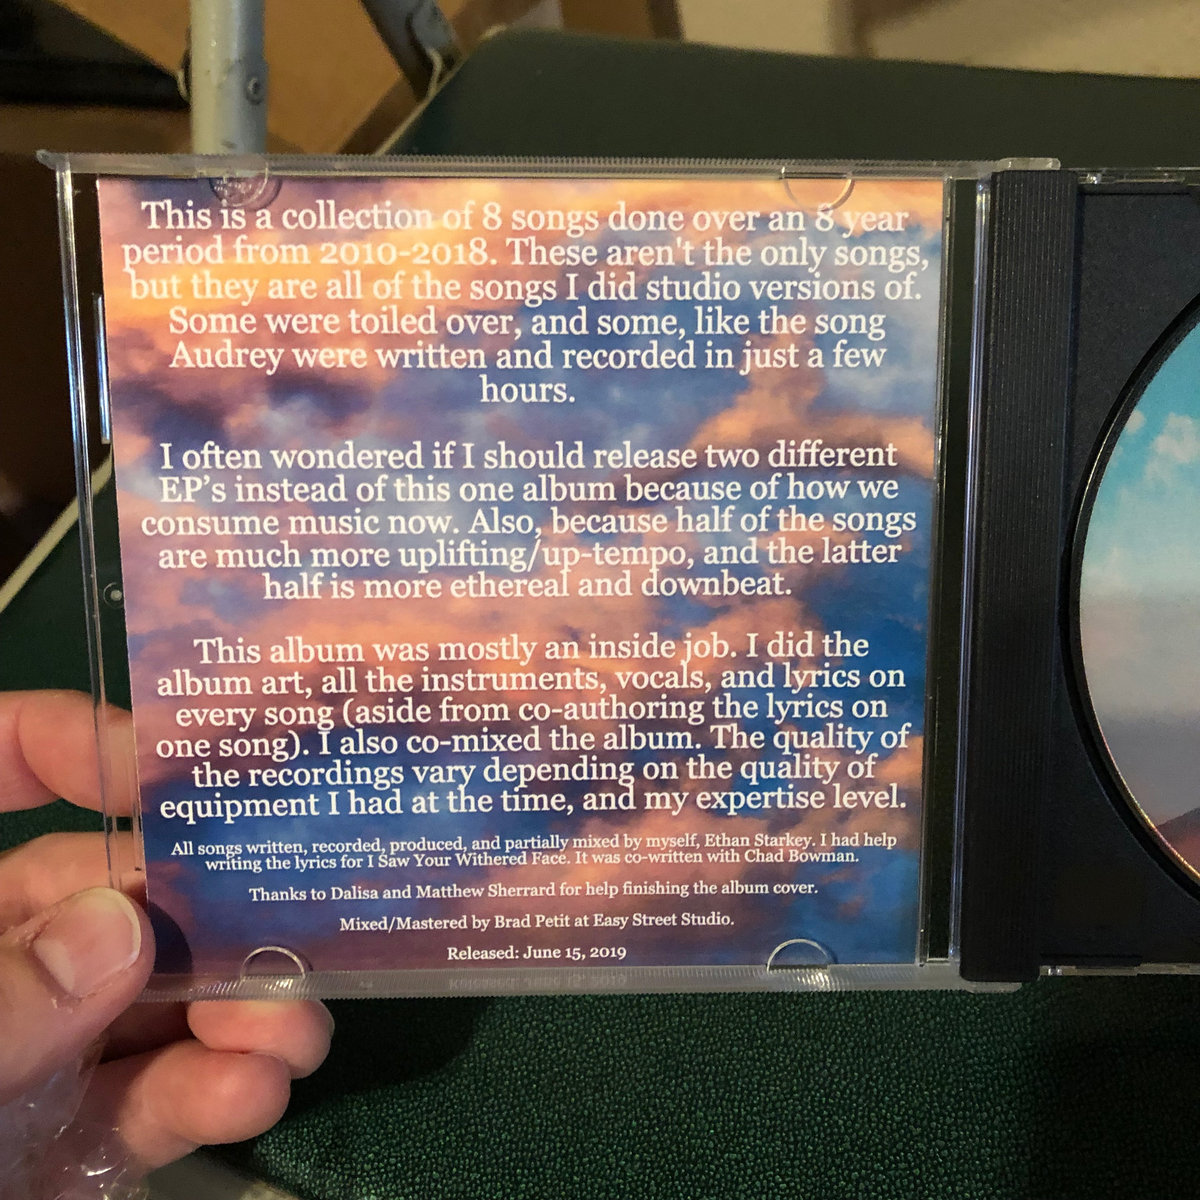 This is a collection of 8 songs done over an 8 year
period from 2010-2018. These aren't the only songs,
but they are all of the songs I did studio versions of.
Some were toiled over, and some, like the song
Audrey were written and recorded in just a few
hours.
I often wondered if I should release two different
EP's instead of this one album because of how we
consume music now. Also, because half of the songs
are much more uplifting/up-tempo, and the latter
half is more ethereal and downbeat.
This album was mostly an inside job. I did the
album art, all the instruments, vocals, and lyrics on
every song (aside from co-authoring the lyrics on
one song). I also co-mixed the album. The quality of
the recordings vary depending on the quality of
equipment I had at the time, and my expertise level.
All songs written, recorded, produced, and partially mixed by myself, Ethan Starkey. I had help
writing the lyrics for I Saw Your Withered Face. It was co-written with Chad Bowman.
Thanks to Dalisa and Matthew Sherrard for help finishing the album cover.
Mixed/Mastered by Brad Petit at Easy Street Studio.
Released: June 15, 2019